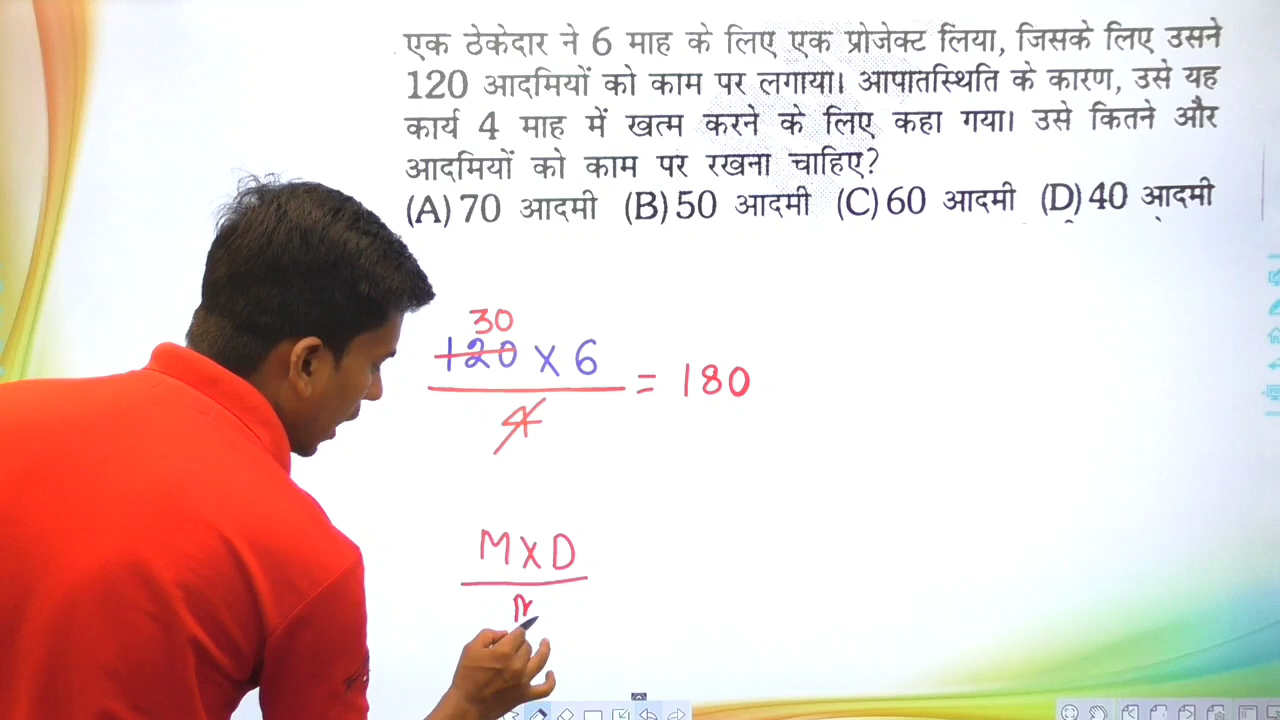 एक ठेकेदार ने 6 माह के लिए एक प्रोजेक्ट लिया, जिसके लिए उसने
120 आदमियों को काम पर लगाया। आपातस्थिति के कारण, उसे यह
कार्य 4 माह में खत्म करने के लिए कहा गया। उसे कितने और
आदमियों को काम पर रखना चाहिए?
(A) 70 आदमी (B) 50 आदमी (C) 60 आदमी (D) 40 आदमी
30
120 × 6
= 180
4
M × D